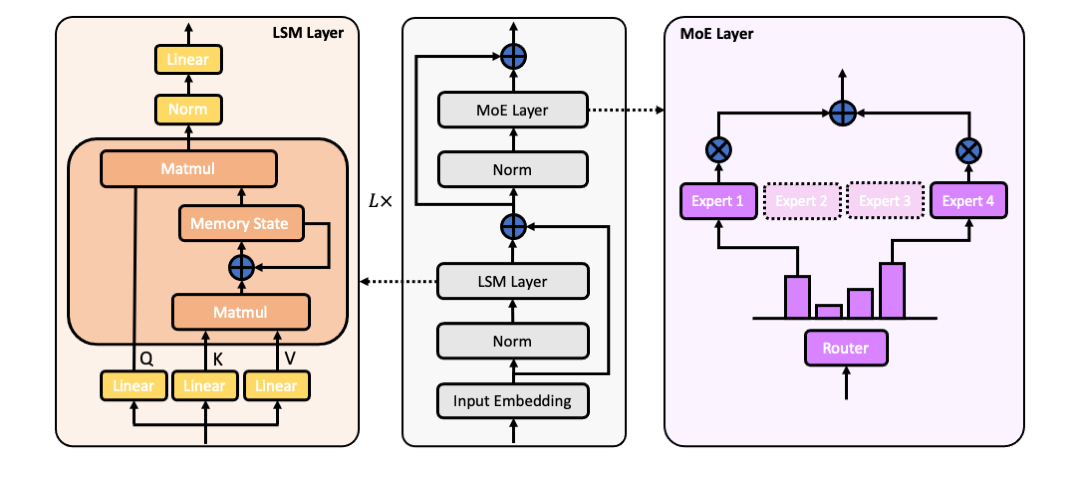 LSM Layer
Linear
Norm
Matmul
Memory State
Matmul
Q
K
V
Linear
Linear
Linear
L×
MoE Layer
Norm
LSM Layer
Norm
Input Embedding
MoE Layer
Expert 1
Expert 2
Expert 3
Expert 4
Router